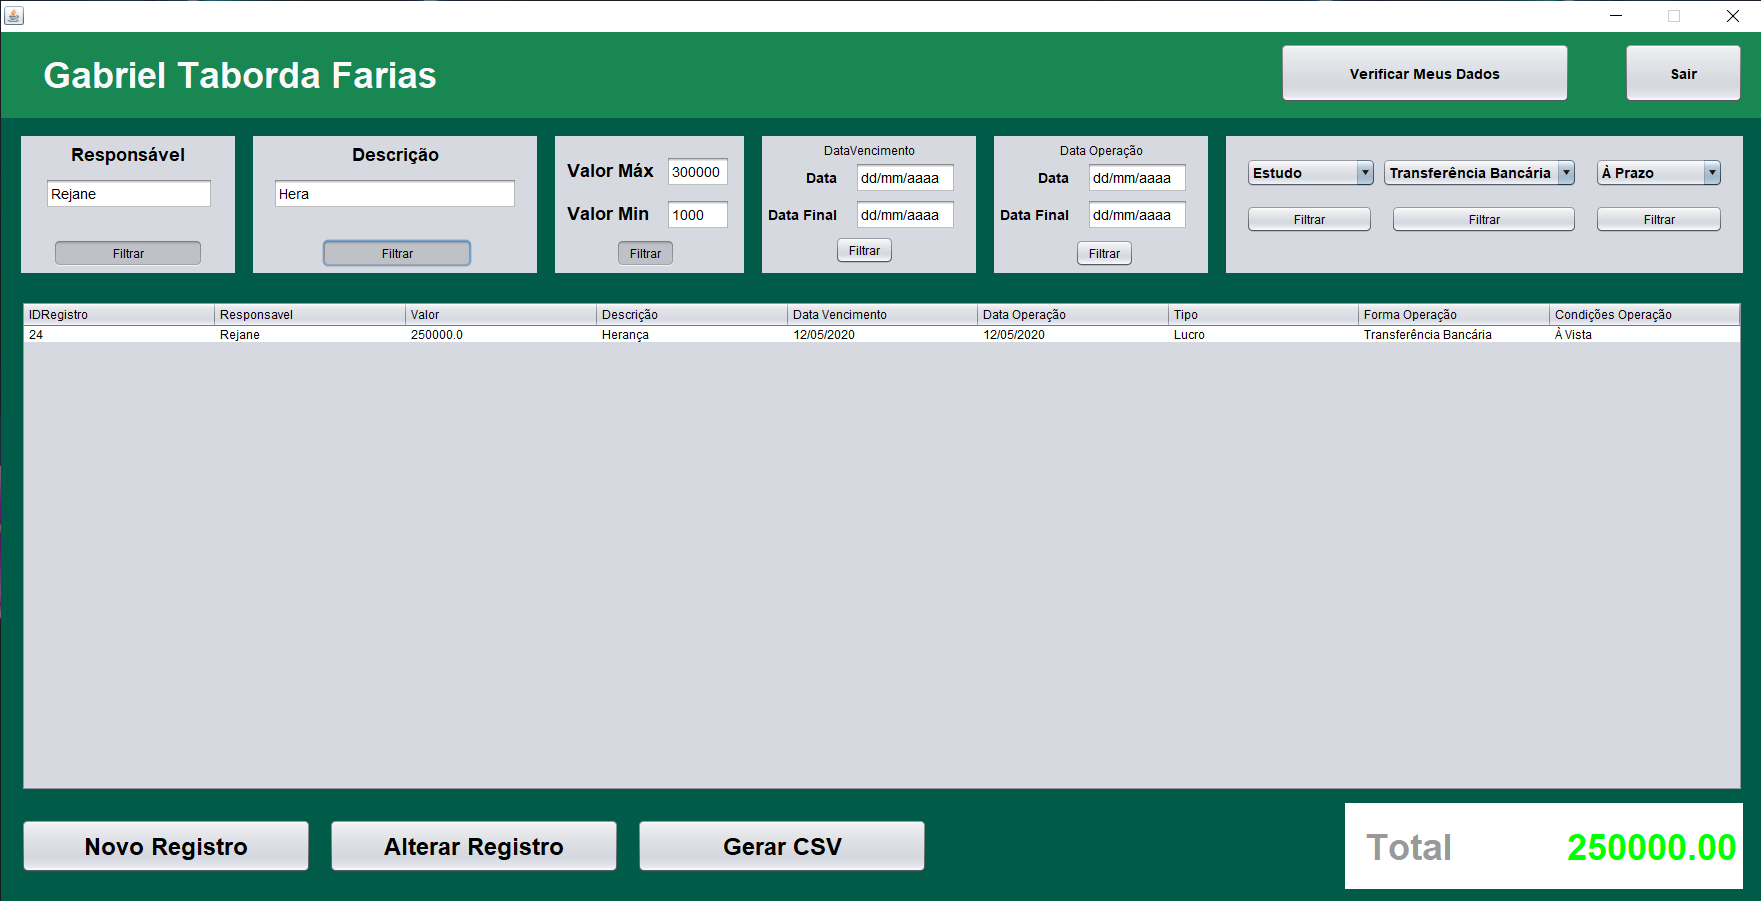 Gabriel Taborda Farias
Verificar Meus Dados
Sair
Responsável
Rejane
Filtrar
Descrição
Hera
Filtrar
Valor Máx 300000
Valor Min 1000
Filtrar
DataVencimento
Data dd/mm/aaaa
Data Final dd/mm/aaaa
Filtrar
Data Operação
Data dd/mm/aaaa
Data Final dd/mm/aaaa
Filtrar
Estudo Transferência Bancária À Prazo
Filtrar Filtrar Filtrar
IDRegistro Responsavel Valor Descrição Data Vencimento Data Operação Tipo Forma Operação Condições Operação
24 Rejane 250000.0 Herança 12/05/2020 12/05/2020 Lucro Transferência Bancária À Vista
Novo Registro Alterar Registro Gerar CSV
Total 250000.00